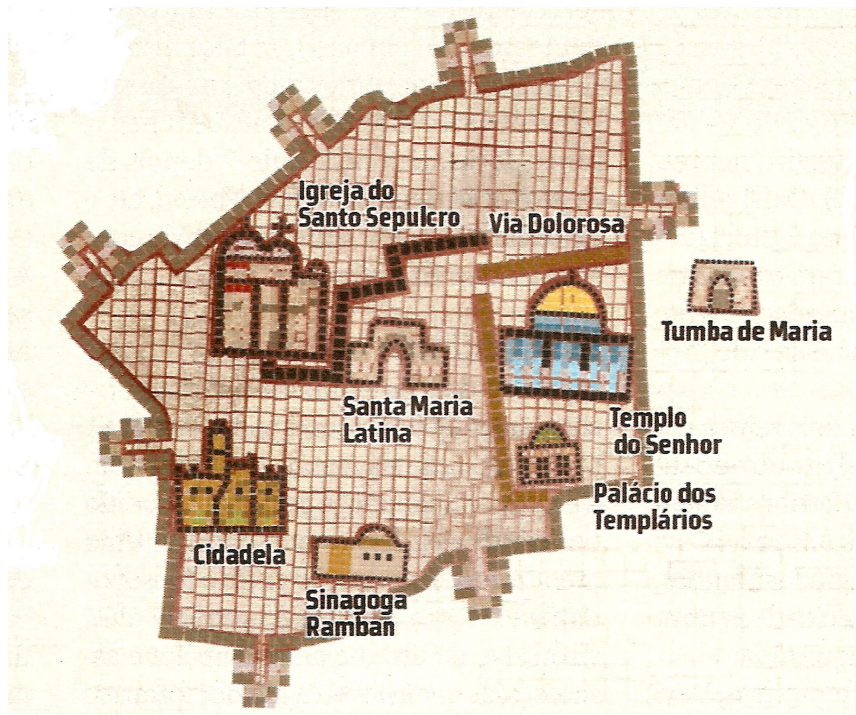 Igreja do
Santo Sepulcro
Via Dolorosa
Tumba de Maria
Santa Maria
Latina
Templo
do Senhor
Palácio dos
Templários
Cidadela
Sinagoga
Ramban